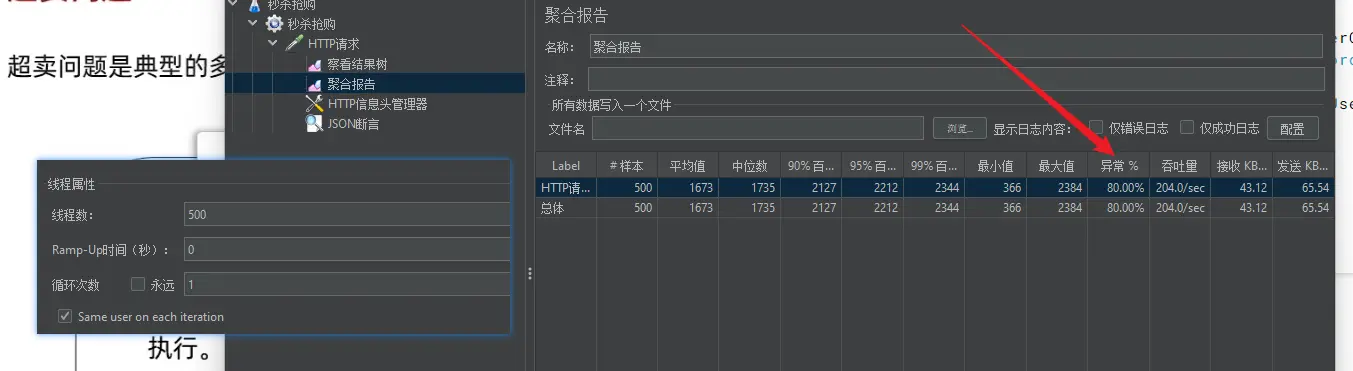 超卖问题是典型的多
执行。
秒杀抢购
秒杀抢购
HTTP请求
察看结果树
聚合报告
HTTP信息头管理器
JSON断言
线程属性
线程数: 500
Ramp-Up时间（秒）: 0
循环次数 永远 1
Same user on each iteration
聚合报告
名称: 聚合报告
注释:
所有数据写入一个文件
文件名 浏览... 显示日志内容: 仅错误日志 仅成功日志 配置
Label # 样本 平均值 中位数 90% 百... 95% 百... 99% 百... 最小值 最大值 异常 % 吞吐量 接收 KB... 发送 KB...
HTTP请... 500 1673 1735 2127 2212 2344 366 2384 80.00% 204.0/sec 43.12 65.54
总体 500 1673 1735 2127 2212 2344 366 2384 80.00% 204.0/sec 43.12 65.54